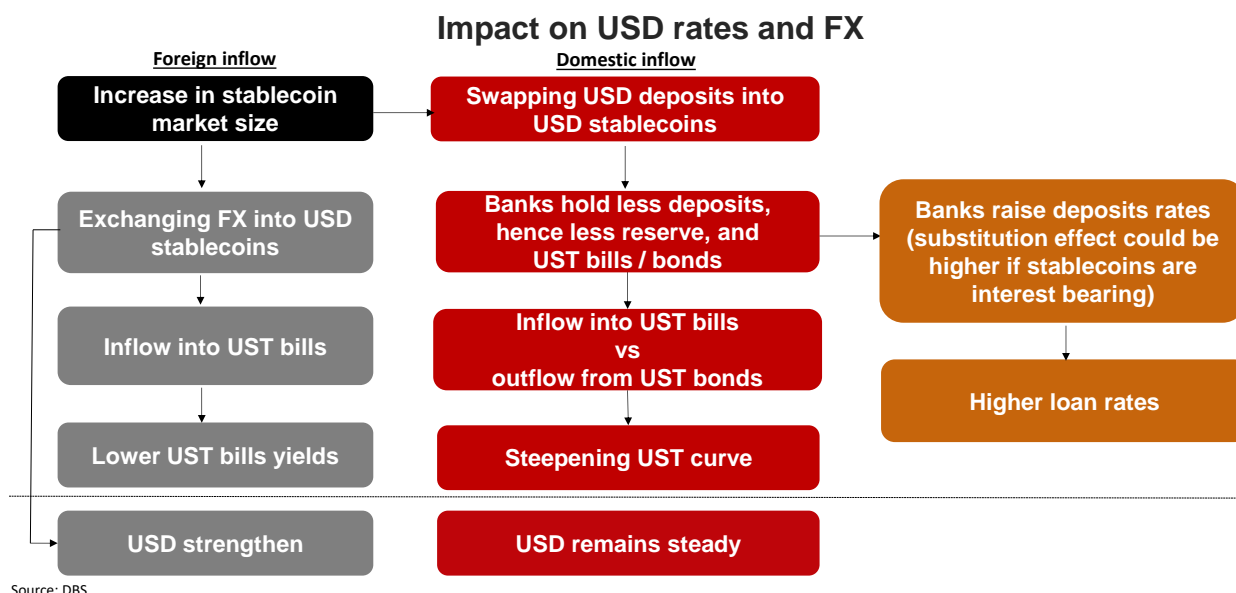 Impact on USD rates and FX
Foreign inflow
Domestic inflow
Increase in stablecoin
market size
Swapping USD deposits into
USD stablecoins
Exchanging FX into USD
stablecoins
Banks hold less deposits,
hence less reserve, and
UST bills / bonds
Banks raise deposits rates
(substitution effect could be
higher if stablecoins are
interest bearing)
Inflow into UST bills
Inflow into UST bills
vs
outflow from UST bonds
Higher loan rates
Lower UST bills yields
Steepening UST curve
USD strengthen
USD remains steady
Source: DBS